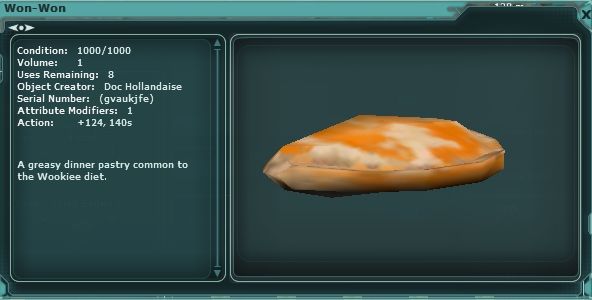 Won-Won
X
Condition: 1000/1000
Volume: 1
Uses Remaining: 8
Object Creator: Doc Hollandaise
Serial Number: (gvaukjfe)
Attribute Modifiers: 1
Action: +124, 140s
A greasy dinner pastry common to
the Wookiee diet.